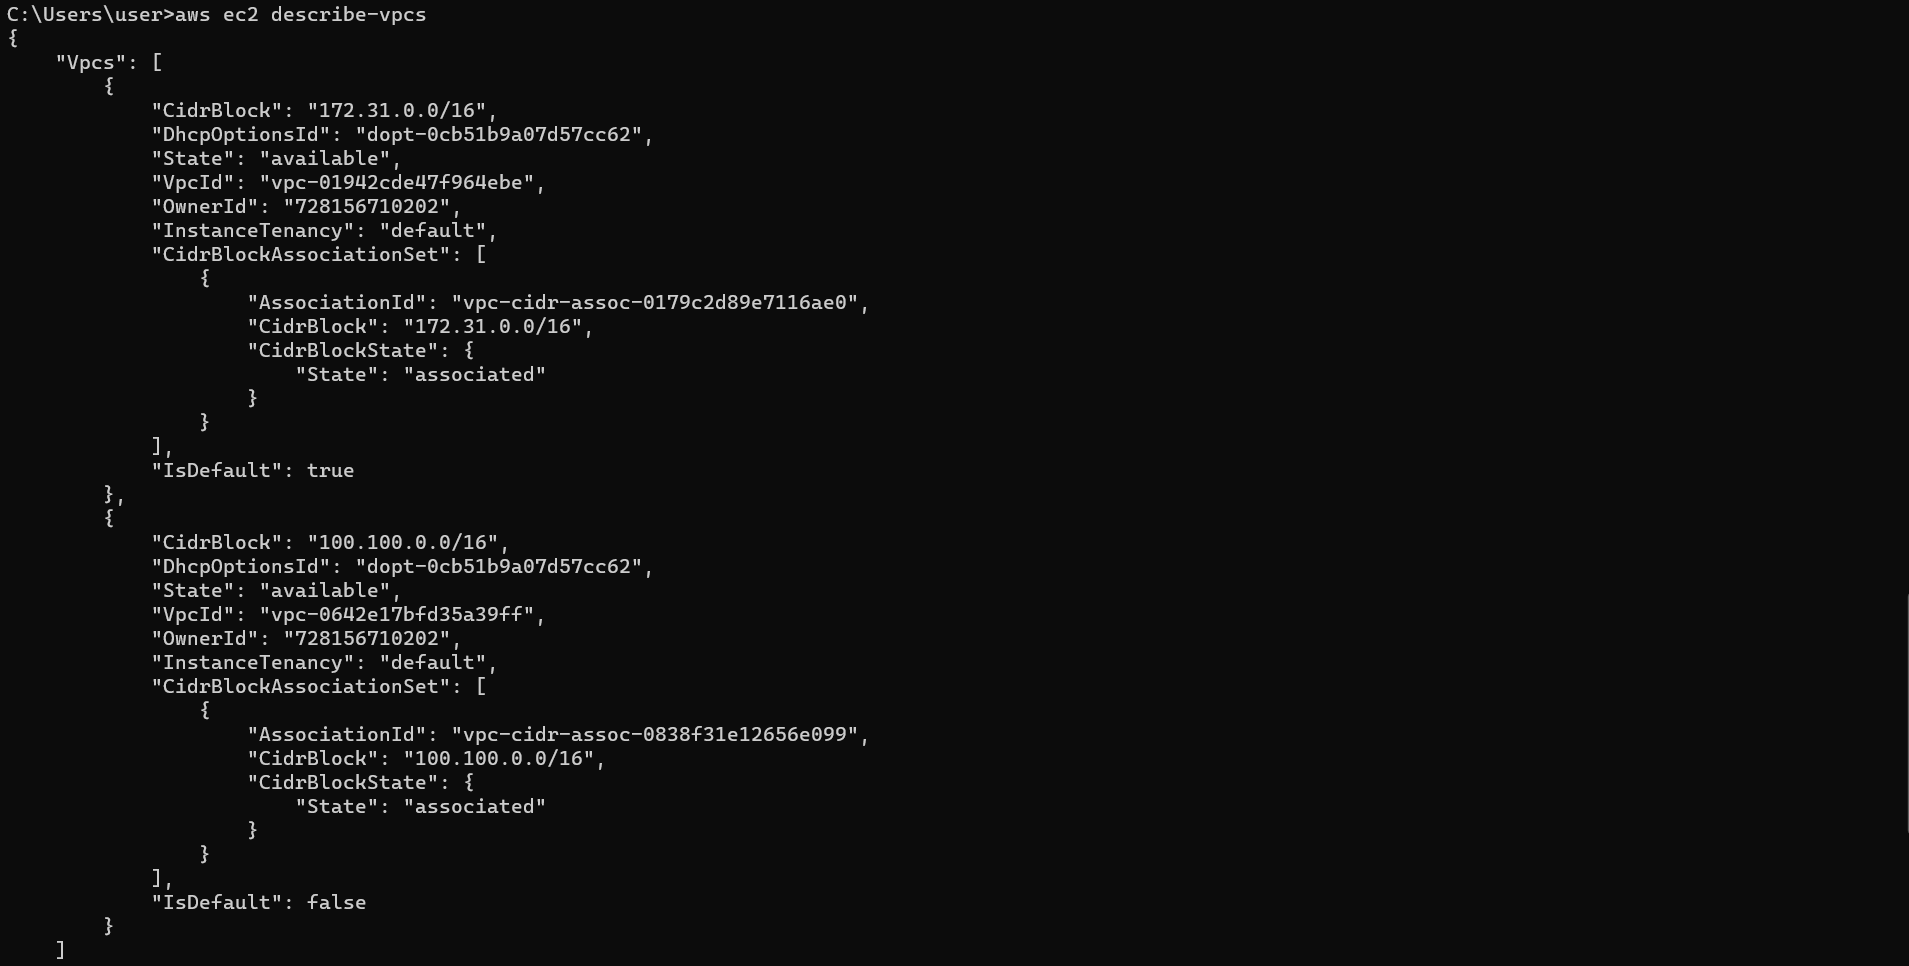 C:\Users\user>aws ec2 describe-vpcs
{
    "Vpcs": [
        {
            "CidrBlock": "172.31.0.0/16",
            "DhcpOptionsId": "dopt-0cb51b9a07d57cc62",
            "State": "available",
            "VpcId": "vpc-01942cde47f964ebe",
            "OwnerId": "728156710202",
            "InstanceTenancy": "default",
            "CidrBlockAssociationSet": [
                {
                    "AssociationId": "vpc-cidr-assoc-0179c2d89e7116ae0",
                    "CidrBlock": "172.31.0.0/16",
                    "CidrBlockState": {
                        "State": "associated"
                    }
                }
            ],
            "IsDefault": true
        },
        {
            "CidrBlock": "100.100.0.0/16",
            "DhcpOptionsId": "dopt-0cb51b9a07d57cc62",
            "State": "available",
            "VpcId": "vpc-0642e17bfd35a39ff",
            "OwnerId": "728156710202",
            "InstanceTenancy": "default",
            "CidrBlockAssociationSet": [
                {
                    "AssociationId": "vpc-cidr-assoc-0838f31e12656e099",
                    "CidrBlock": "100.100.0.0/16",
                    "CidrBlockState": {
                        "State": "associated"
                    }
                }
            ],
            "IsDefault": false
        }
    ]